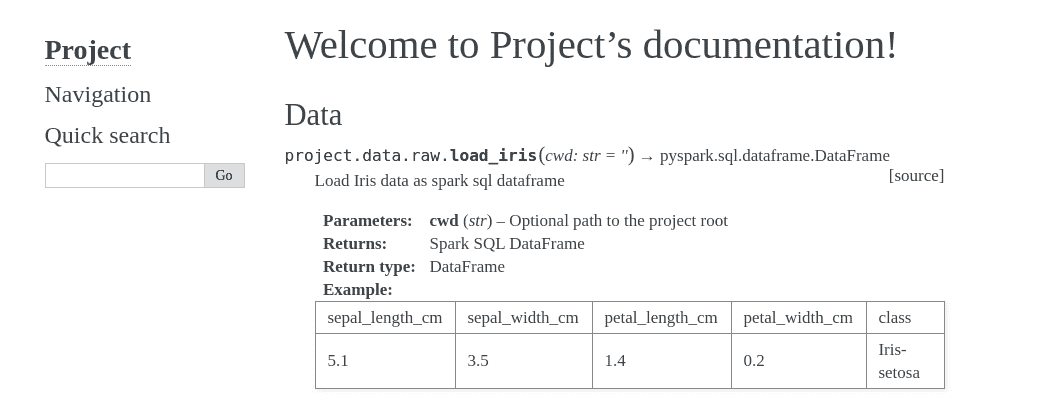 Project
Navigation
Quick search
Go
Welcome to Project’s documentation!
Data
project.data.raw.load_iris(cwd: str = '') → pyspark.sql.dataframe.DataFrame
[source]
Load Iris data as spark sql dataframe
Parameters: cwd (str) – Optional path to the project root
Returns: Spark SQL DataFrame
Return type: DataFrame
Example:
sepal_length_cm sepal_width_cm petal_length_cm petal_width_cm class
5.1 3.5 1.4 0.2 Iris-
setosa